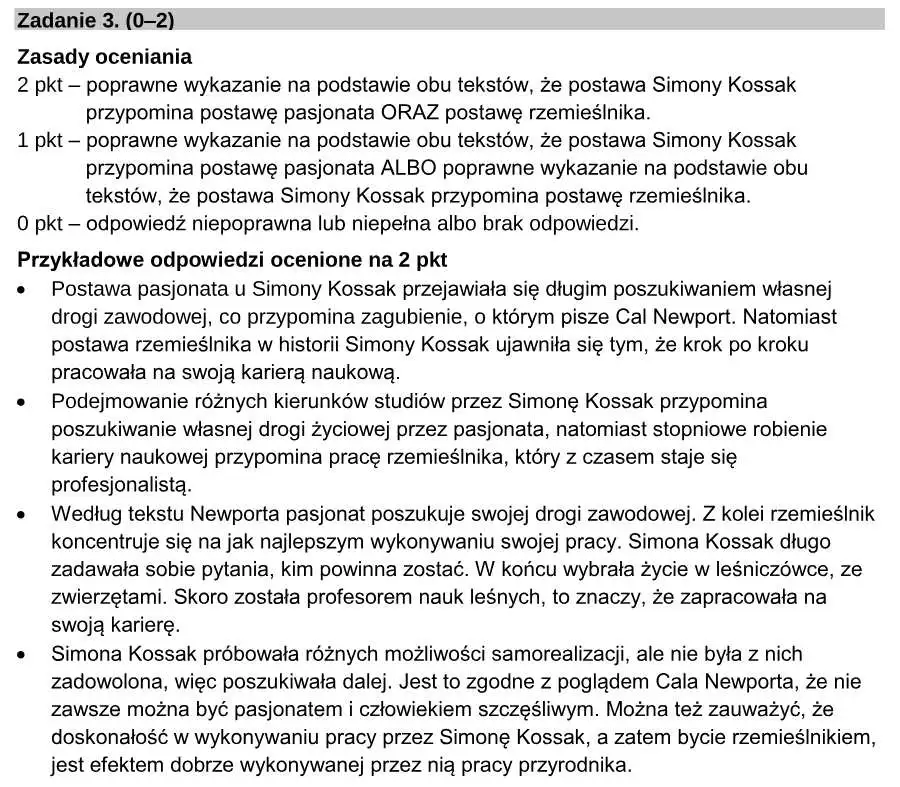 Zadanie 3. (0–2)
Zasady oceniania
2 pkt – poprawne wykazanie na podstawie obu tekstów, że postawa Simony Kossak
przypomina postawę pasjonata ORAZ postawę rzemieślnika.
1 pkt – poprawne wykazanie na podstawie obu tekstów, że postawa Simony Kossak
przypomina postawę pasjonata ALBO poprawne wykazanie na podstawie obu
tekstów, że postawa Simony Kossak przypomina postawę rzemieślnika.
0 pkt – odpowiedź niepoprawna lub niepełna albo brak odpowiedzi.
Przykładowe odpowiedzi ocenione na 2 pkt
• Postawa pasjonata u Simony Kossak przejawiała się długim poszukiwaniem własnej
drogi zawodowej, co przypomina zagubienie, o którym pisze Cal Newport. Natomiast
postawa rzemieślnika w historii Simony Kossak ujawniła się tym, że krok po kroku
pracowała na swoją karierą naukową.
• Podejmowanie różnych kierunków studiów przez Simonę Kossak przypomina
poszukiwanie własnej drogi życiowej przez pasjonata, natomiast stopniowe robienie
kariery naukowej przypomina pracę rzemieślnika, który z czasem staje się
profesjonalistą.
• Według tekstu Newporta pasjonat poszukuje swojej drogi zawodowej. Z kolei rzemieślnik
koncentruje się na jak najlepszym wykonywaniu swojej pracy. Simona Kossak długo
zadawała sobie pytania, kim powinna zostać. W końcu wybrała życie w leśniczówce, ze
zwierzętami. Skoro została profesorem nauk leśnych, to znaczy, że zapracowała na
swoją karierę.
• Simona Kossak próbowała różnych możliwości samorealizacji, ale nie była z nich
zadowolona, więc poszukiwała dalej. Jest to zgodne z poglądem Cala Newporta, że nie
zawsze można być pasjonatem i człowiekiem szczęśliwym. Można też zauważyć, że
doskonałość w wykonywaniu pracy przez Simonę Kossak, a zatem bycie rzemieślnikiem,
jest efektem dobrze wykonywanej przez nią pracy przyrodnika.